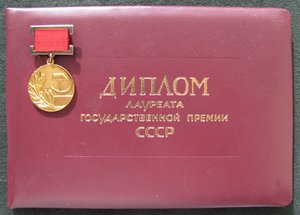 ДИПЛОМ
ЛАУРЕАТА
ГОСУДАРСТВЕННОЙ ПРЕМИИ
СССР